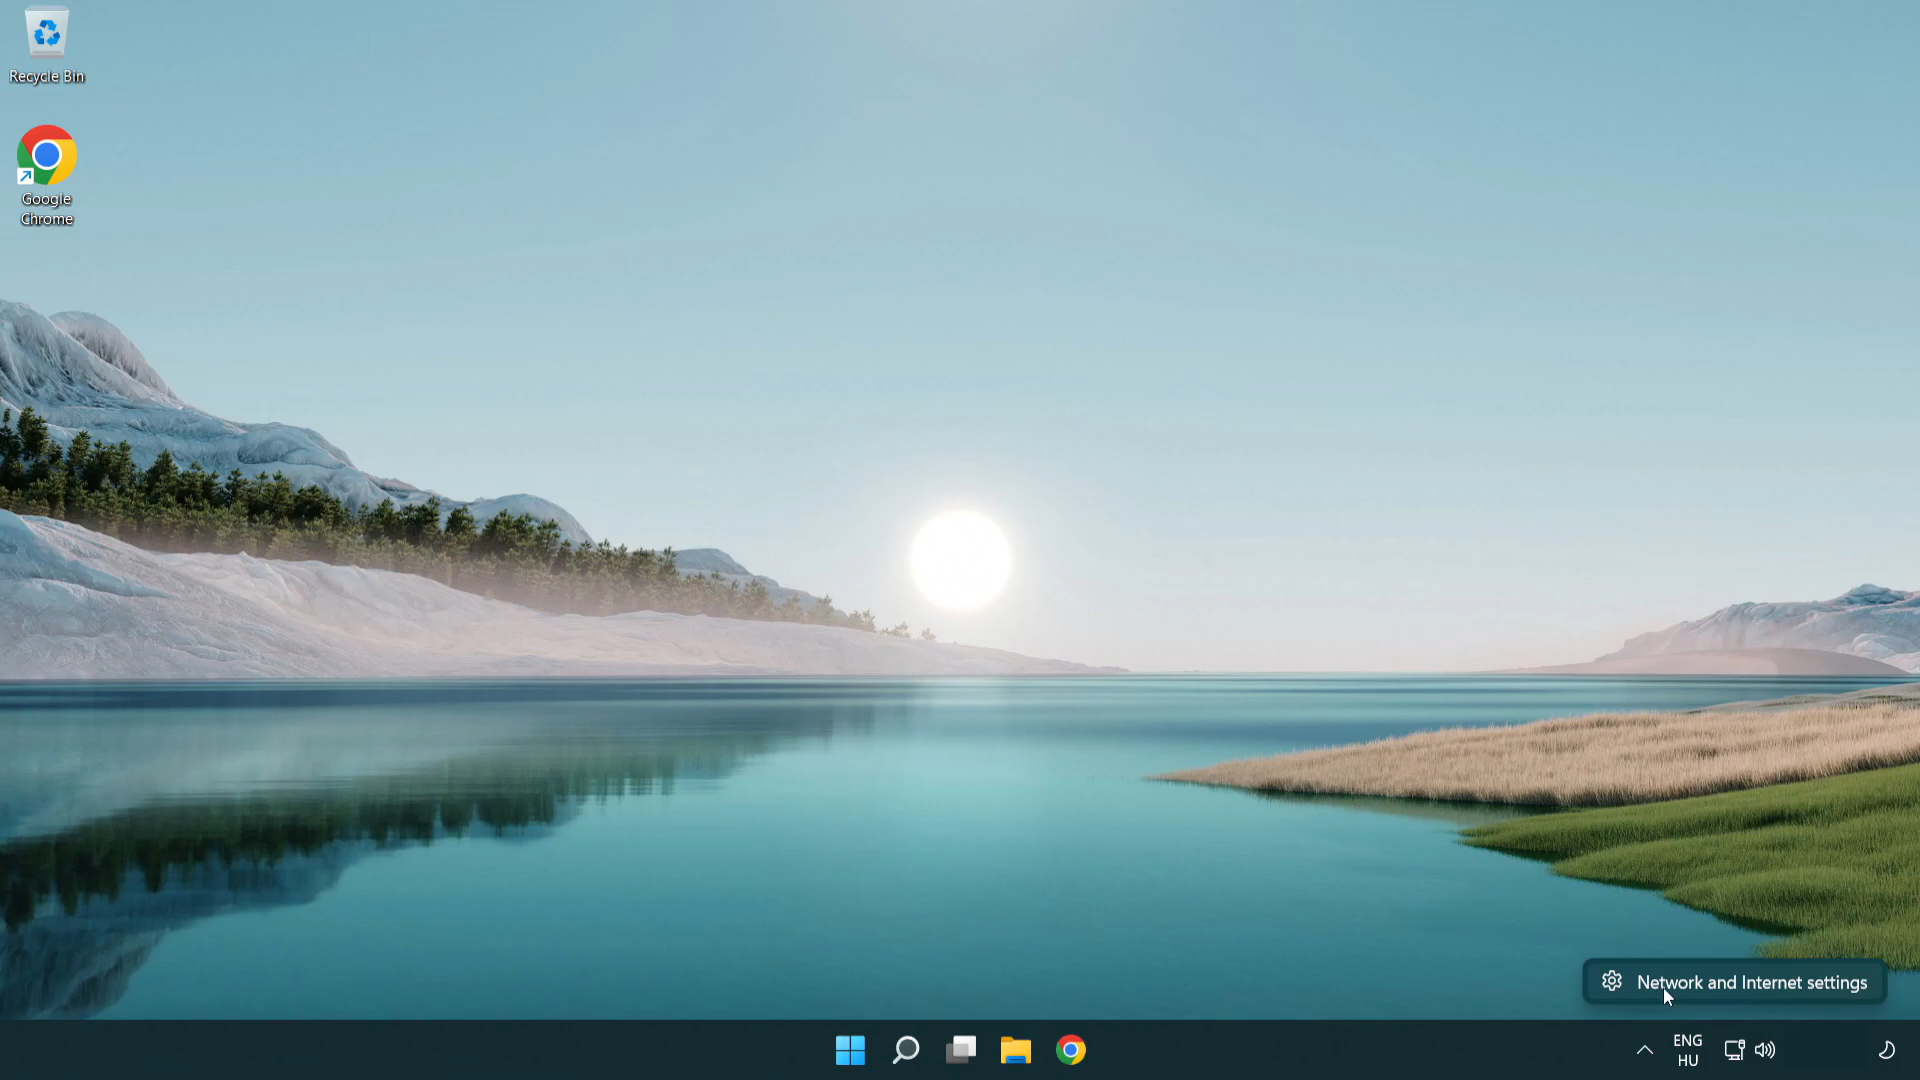 Recycle Bin
Google
Chrome
Network and Internet settings
ENG
HU